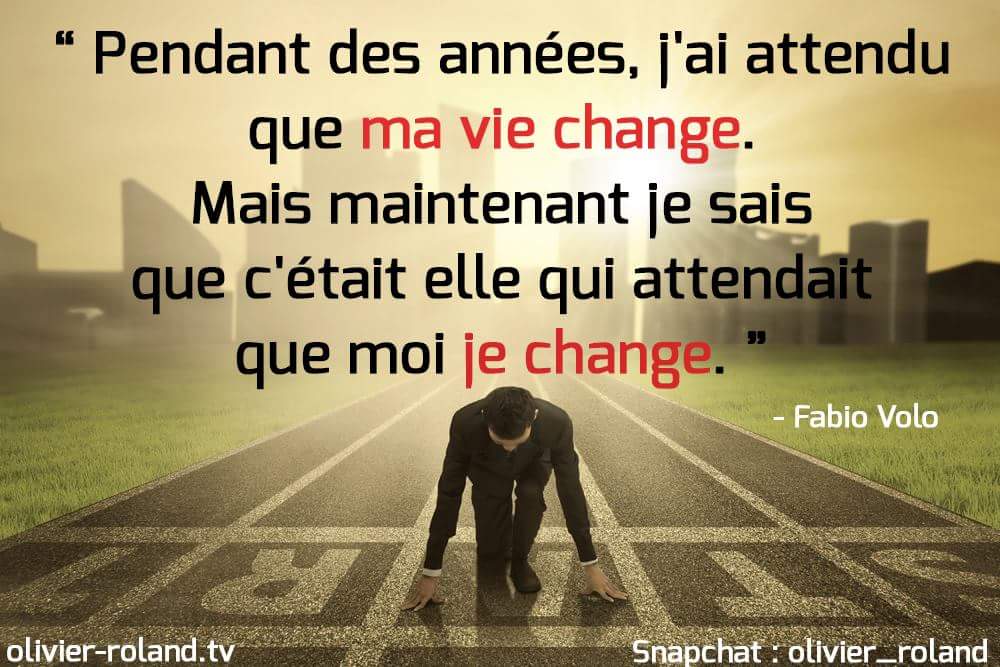 “ Pendant des années, j'ai attendu
que ma vie change.
Mais maintenant je sais
que c'était elle qui attendait
que moi je change. ”
- Fabio Volo
START
olivier-roland.tv
Snapchat : olivier_roland